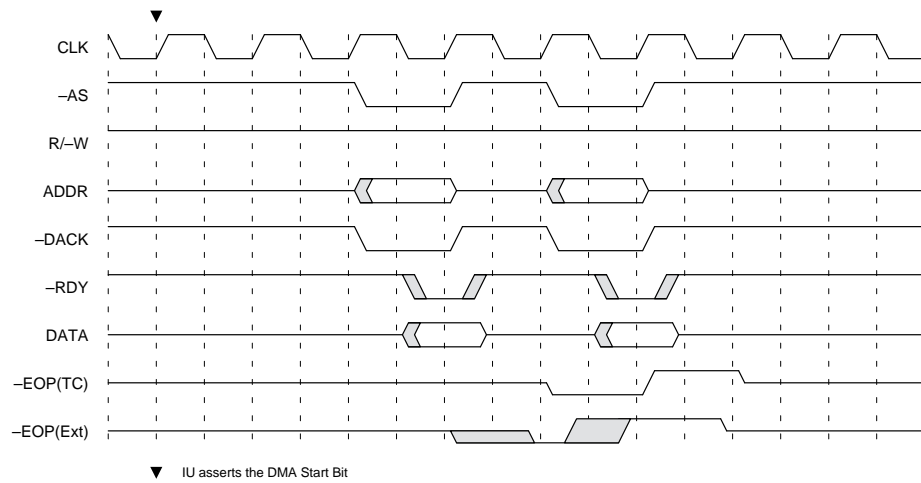 CLK
–AS
R/–W
ADDR
–DACK
–RDY
DATA
–EOP(TC)
–EOP(Ext)
IU asserts the DMA Start Bit